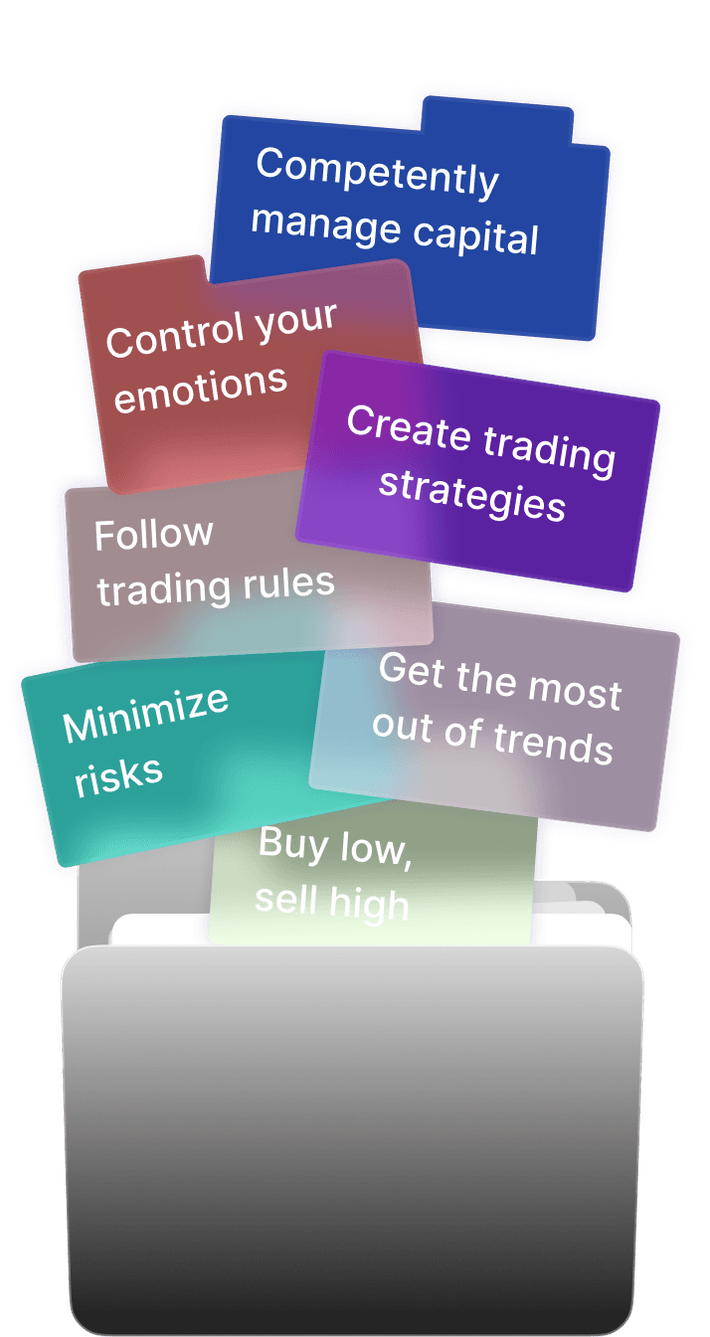 Competently
manage capital
Control your
emotions
Create trading
strategies
Follow
trading rules
Get the most
out of trends
Minimize
risks
Buy low,
sell high